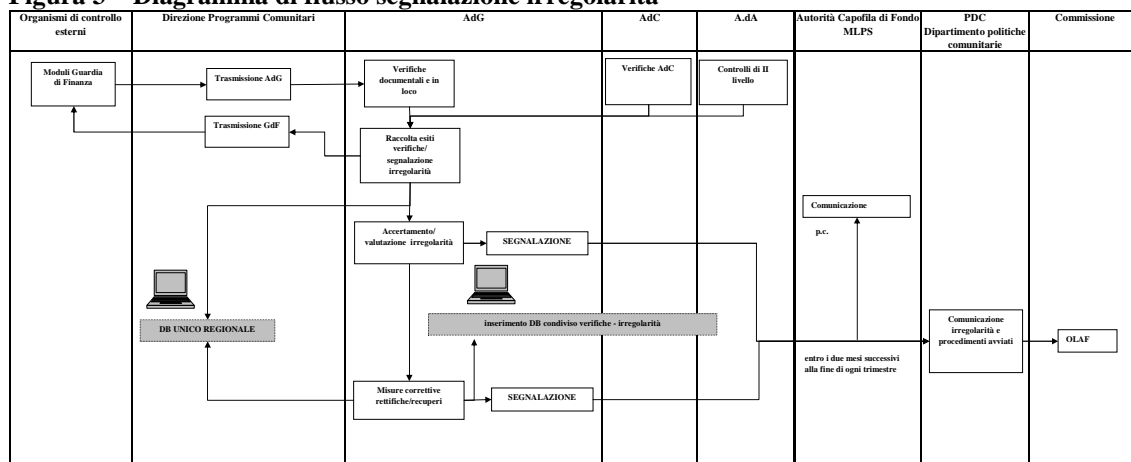 Figura 3 – Diagramma di flusso segnalazione irregolarità
Organismi di controllo
esterni
Direzione Programmi Comunitari
AdG
AdC
A.dA
Autorità Capofila di Fondo
MLPS
PDC
Dipartimento politiche
comunitarie
Commissione
Moduli Guardia
di Finanza
Trasmissione AdG
Verifiche
documentali e in
loco
Verifiche AdC
Controlli di II
livello
Trasmissione GdF
Raccolta esiti
verifiche/
segnalazione
irregolarità
Comunicazione
p.c.
Accertamento/
valutazione irregolarità
SEGNALAZIONE
DB UNICO REGIONALE
inserimento DB condiviso verifiche - irregolarità
Comunicazione
irregolarità e
procedimenti avviati
OLAF
entro i due mesi successivi
alla fine di ogni trimestre
Misure correttive
rettifiche/recuperi
SEGNALAZIONE